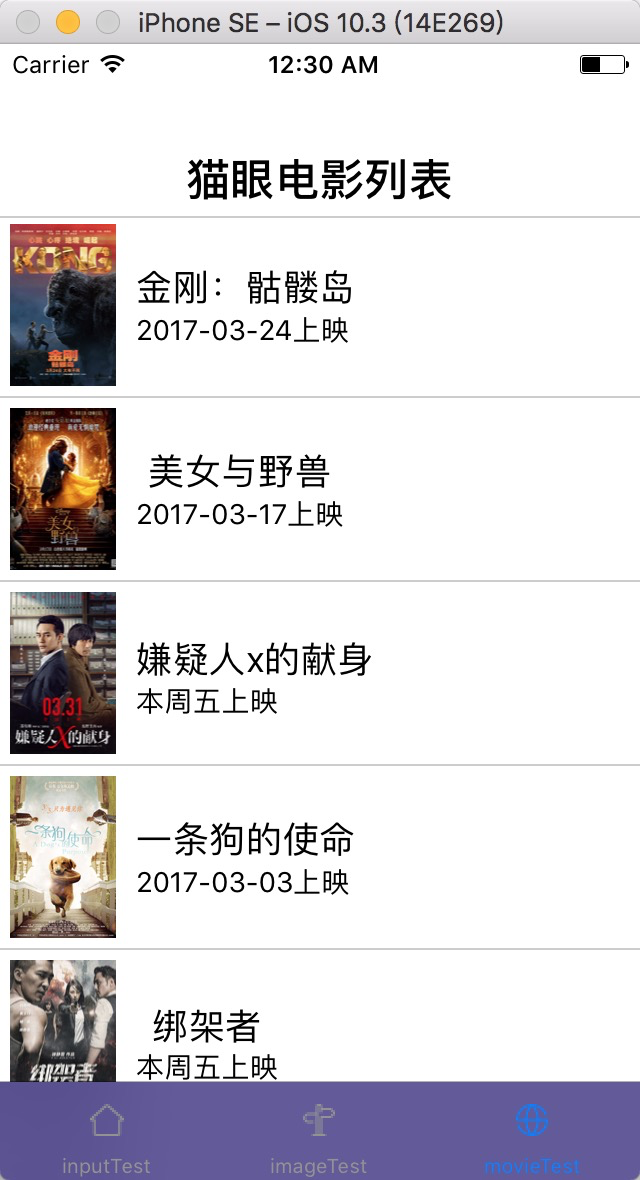 iPhone SE – iOS 10.3 (14E269)
Carrier 12:30 AM
猫眼电影列表
KONG
金刚
骷髅岛
金刚：骷髅岛
2017-03-24上映
美女
野兽
美女与野兽
2017-03-17上映
03.31
嫌疑人X的献身
嫌疑人x的献身
本周五上映
一条狗的使命
一条狗的使命
2017-03-03上映
绑架者
绑架者
本周五上映
inputTest imageTest movieTest